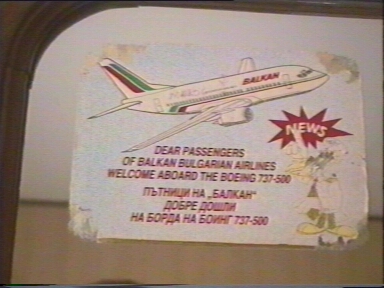 BALKAN
NEWS
DEAR PASSENGERS
OF BALKAN BULGARIAN AIRLINES
WELCOME ABOARD THE BOEING 737-500
ПЪТНИЦИ НА „БАЛКАН“
ДОБРЕ ДОШЛИ
НА БОРДА НА БОИНГ 737-500